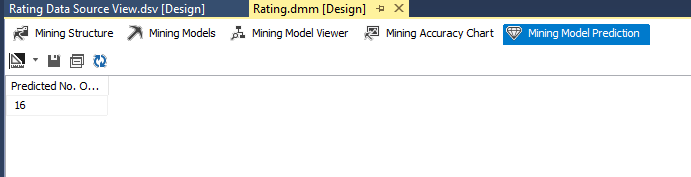 Rating Data Source View.dsv [Design] Rating.dmm [Design]
Mining Structure Mining Models Mining Model Viewer Mining Accuracy Chart Mining Model Prediction
Predicted No. O...
16